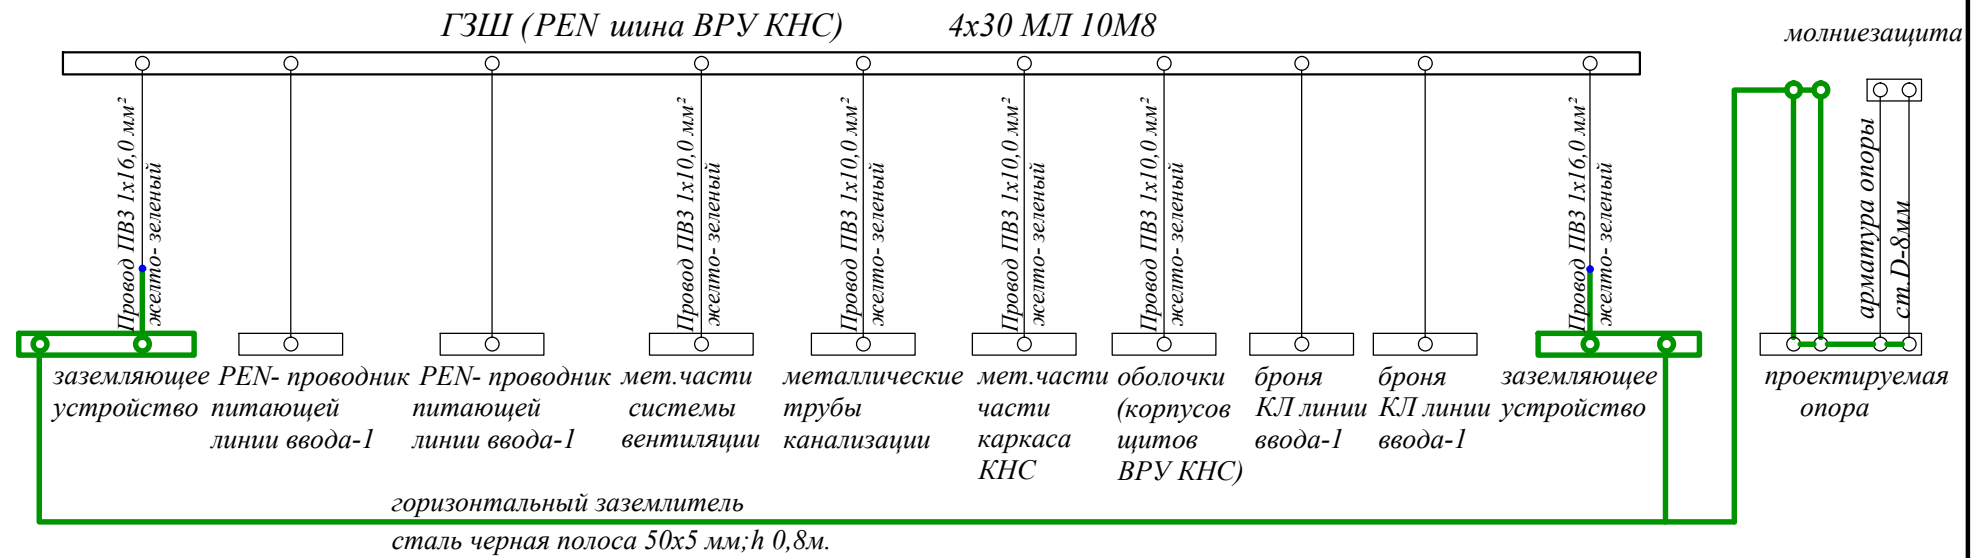 ГЗШ (PEN шина ВРУ КНС) 4х30 МЛ 10М8
молниезащита
Провод ПВ3 1х16,0 мм²
желто- зеленый
Провод ПВ3 1х10,0 мм²
желто- зеленый
Провод ПВ3 1х10,0 мм²
желто- зеленый
Провод ПВ3 1х10,0 мм²
желто- зеленый
Провод ПВ3 1х10,0 мм²
желто- зеленый
Провод ПВ3 1х16,0 мм²
желто- зеленый
арматура опоры
ст.D-8мм
заземляющее
устройство
PEN- проводник
питающей
линии ввода-1
PEN- проводник
питающей
линии ввода-1
мет.части
системы
вентиляции
металлические
трубы
канализации
мет.части
части
каркаса
КНС
оболочки
(корпусов
щитов
ВРУ КНС)
броня
КЛ линии
ввода-1
броня
КЛ линии
ввода-1
заземляющее
устройство
проектируемая
опора
горизонтальный заземлитель
сталь черная полоса 50х5 мм;h 0,8м.